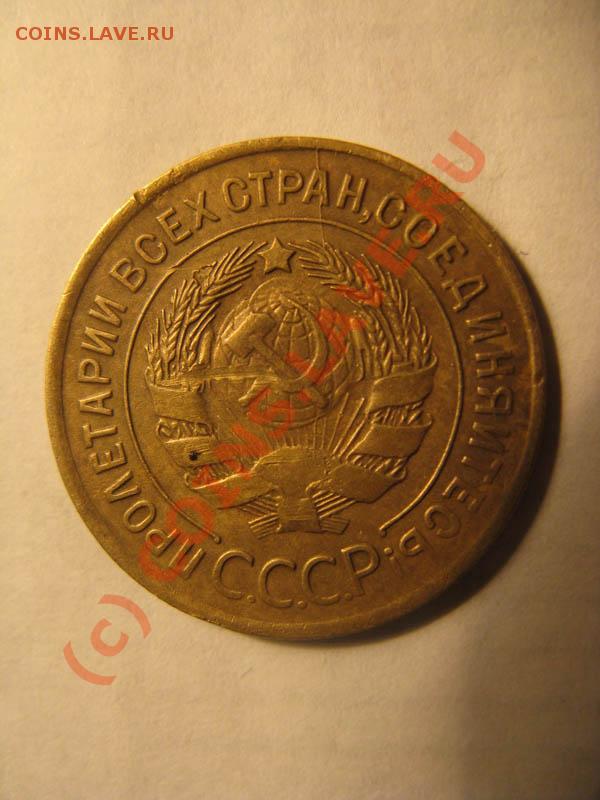 COINS.LAVE.RU
ПРОЛЕТАРИИ ВСЕХ СТРАН, СОЕДИНЯЙТЕСЬ!
С.С.С.Р
(c) COINS.LAVE.RU